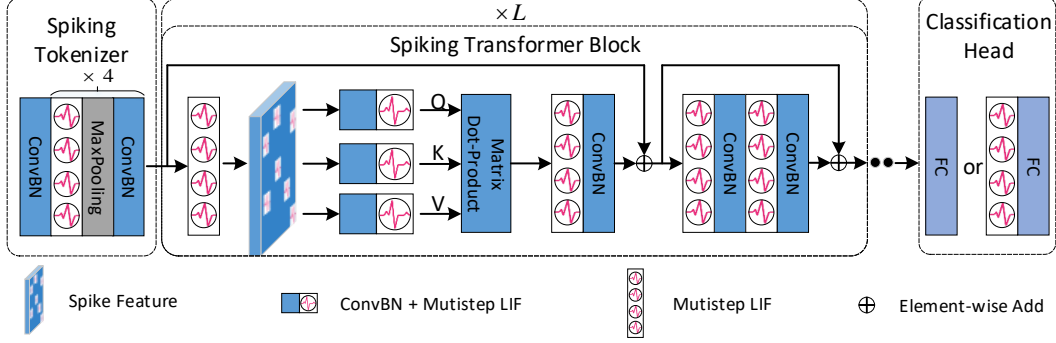 × L
Spiking
Tokenizer
× 4
Spiking Transformer Block
Classification
Head
ConvBN
MaxPooling
ConvBN
Q
K
V
Matrix
Dot-Product
ConvBN
ConvBN
ConvBN
FC
or
FC
Spike Feature
ConvBN + Mutistep LIF
Mutistep LIF
Element-wise Add